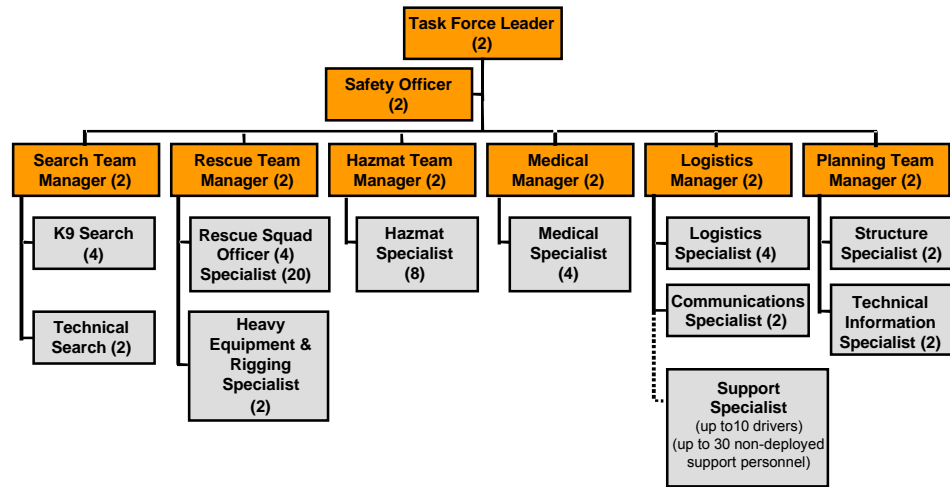 Task Force Leader
(2)
Safety Officer
(2)
Search Team
Manager (2)
Rescue Team
Manager (2)
Hazmat Team
Manager (2)
Medical
Manager (2)
Logistics
Manager (2)
Planning Team
Manager (2)
K9 Search
(4)
Rescue Squad
Officer (4)
Specialist (20)
Hazmat
Specialist
(8)
Medical
Specialist
(4)
Logistics
Specialist (4)
Structure
Specialist (2)
Technical
Search (2)
Heavy
Equipment &
Rigging
Specialist
(2)
Communications
Specialist (2)
Technical
Information
Specialist (2)
Support
Specialist
(up to10 drivers)
(up to 30 non-deployed
support personnel)